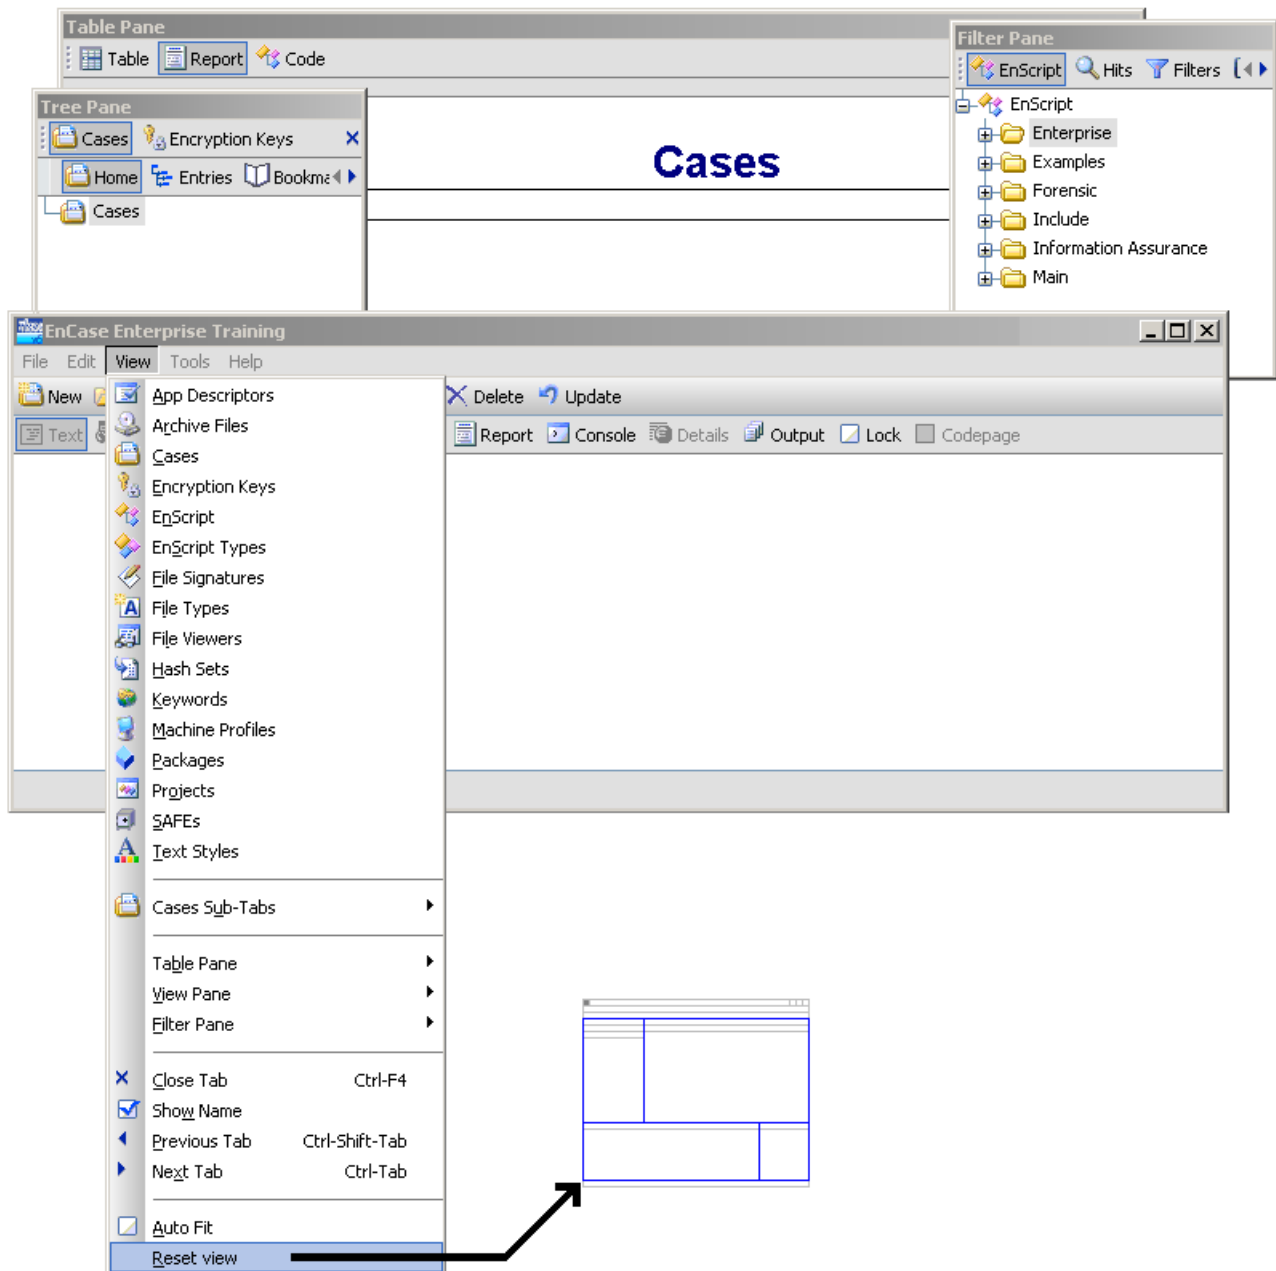 Table Pane
Table Report Code
Filter Pane
EnScript Hits Filters
EnScript
Enterprise
Examples
Forensic
Include
Information Assurance
Main
Tree Pane
Cases Encryption Keys
Home Entries Bookma
Cases
Cases
EnCase Enterprise Training
File Edit View Tools Help
New Delete Update
Text Report Console Details Output Lock Codepage
App Descriptors
Archive Files
Cases
Encryption Keys
EnScript
EnScript Types
File Signatures
File Types
File Viewers
Hash Sets
Keywords
Machine Profiles
Packages
Projects
SAFEs
Text Styles
Cases Sub-Tabs
Table Pane
View Pane
Filter Pane
Close Tab Ctrl-F4
Show Name
Previous Tab Ctrl-Shift-Tab
Next Tab Ctrl-Tab
Auto Fit
Reset view